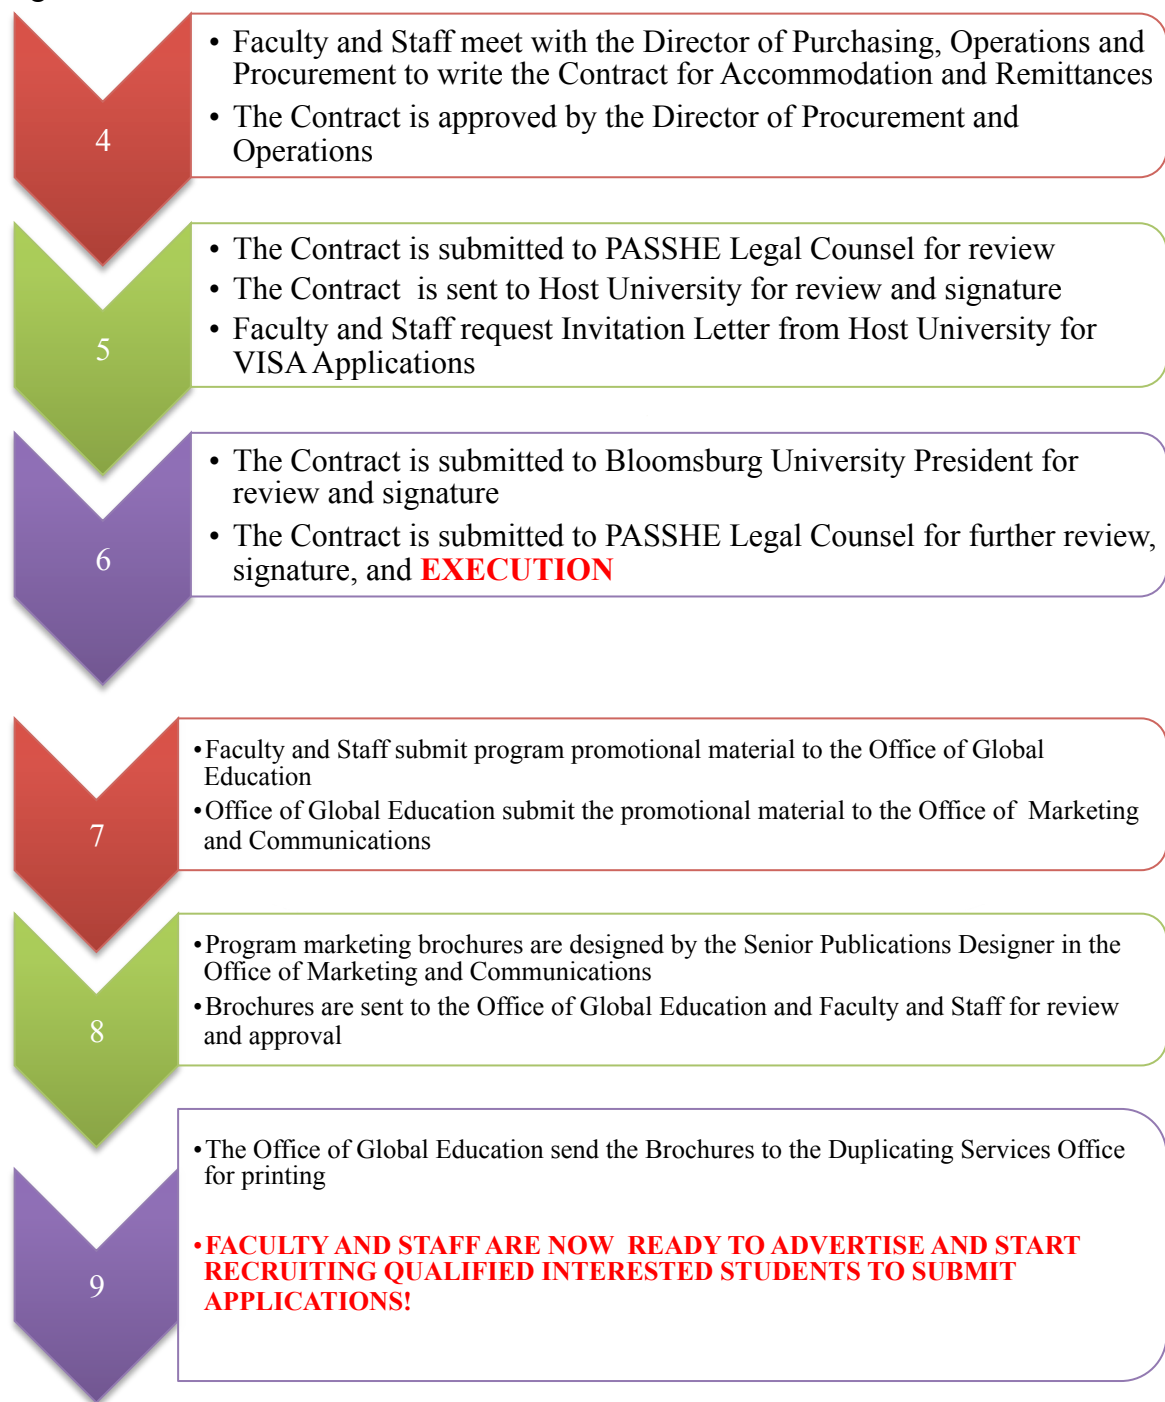 4
• Faculty and Staff meet with the Director of Purchasing, Operations and
Procurement to write the Contract for Accommodation and Remittances
• The Contract is approved by the Director of Procurement and
Operations
5
• The Contract is submitted to PASSHE Legal Counsel for review
• The Contract  is sent to Host University for review and signature
• Faculty and Staff request Invitation Letter from Host University for
VISA Applications
6
• The Contract is submitted to Bloomsburg University President for
review and signature
• The Contract is submitted to PASSHE Legal Counsel for further review,
signature, and EXECUTION
7
•Faculty and Staff submit program promotional material to the Office of Global
Education
•Office of Global Education submit the promotional material to the Office of  Marketing
and Communications
8
•Program marketing brochures are designed by the Senior Publications Designer in the
Office of Marketing and Communications
•Brochures are sent to the Office of Global Education and Faculty and Staff for review
and approval
9
•The Office of Global Education send the Brochures to the Duplicating Services Office
for printing
•FACULTY AND STAFF ARE NOW  READY TO ADVERTISE AND START
RECRUITING QUALIFIED INTERESTED STUDENTS TO SUBMIT
APPLICATIONS!